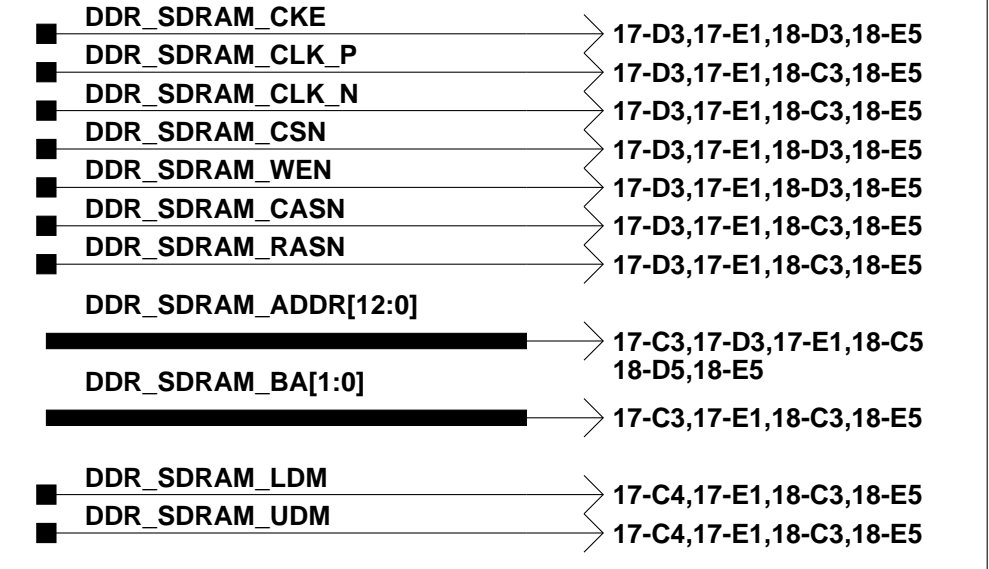 DDR_SDRAM_CKE
17-D3,17-E1,18-D3,18-E5
DDR_SDRAM_CLK_P
17-D3,17-E1,18-C3,18-E5
DDR_SDRAM_CLK_N
17-D3,17-E1,18-C3,18-E5
DDR_SDRAM_CSN
17-D3,17-E1,18-D3,18-E5
DDR_SDRAM_WEN
17-D3,17-E1,18-D3,18-E5
DDR_SDRAM_CASN
17-D3,17-E1,18-C3,18-E5
DDR_SDRAM_RASN
17-D3,17-E1,18-C3,18-E5
DDR_SDRAM_ADDR[12:0]
17-C3,17-D3,17-E1,18-C5
18-D5,18-E5
DDR_SDRAM_BA[1:0]
17-C3,17-E1,18-C3,18-E5
DDR_SDRAM_LDM
17-C4,17-E1,18-C3,18-E5
DDR_SDRAM_UDM
17-C4,17-E1,18-C3,18-E5